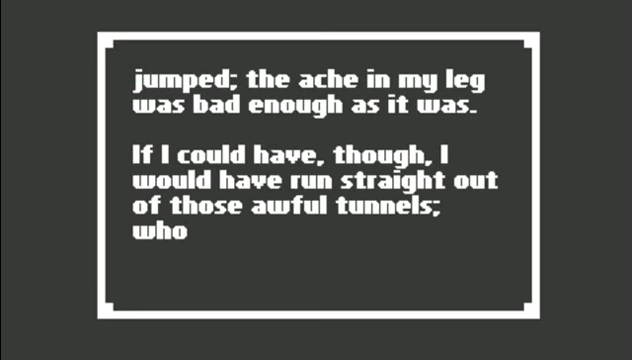 jumped; the ache in my leg
was bad enough as it was.
If I could have, though, I
would have run straight out
of those awful tunnels;
who